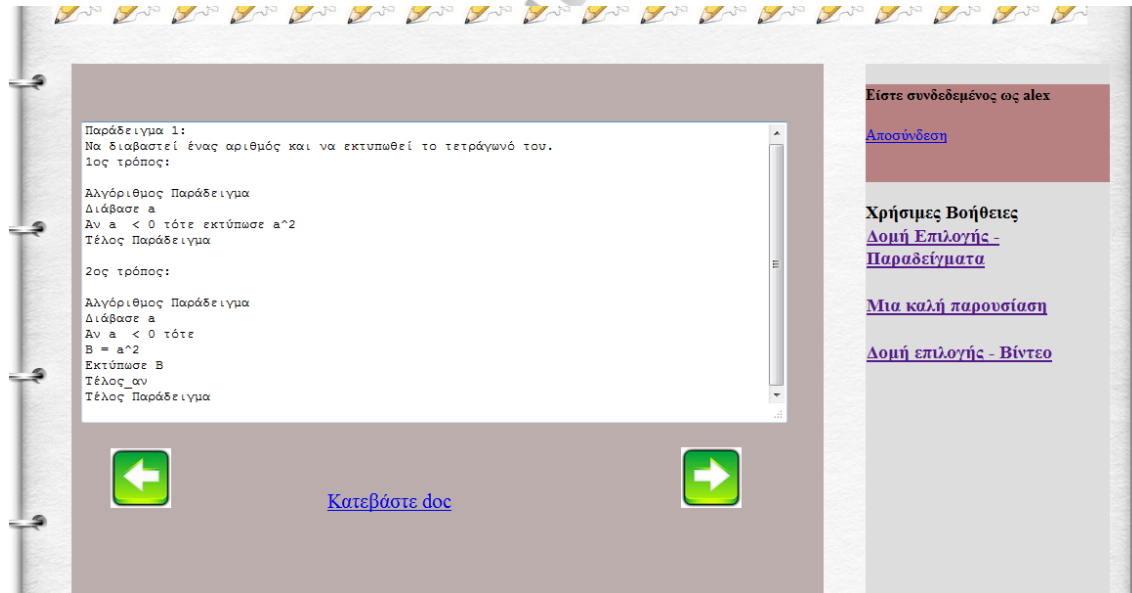 Παράδειγμα 1:
Να διαβαστεί ένας αριθμός και να εκτυπωθεί το τετράγωνό του.
1ος τρόπος:
Αλγόριθμος Παράδειγμα
Διάβασε a
Αν a < 0 τότε εκτύπωσε a^2
Τέλος Παράδειγμα
2ος τρόπος:
Αλγόριθμος Παράδειγμα
Διάβασε a
Αν a < 0 τότε
B = a^2
Εκτύπωσε B
Τέλος_αν
Τέλος Παράδειγμα
Κατεβάστε doc
Είστε συνδεδεμένος ως alex
Αποσύνδεση
Χρήσιμες Βοήθειες
Δομή Επιλογής -
Παραδείγματα
Μια καλή παρουσίαση
Δομή επιλογής - Βίντεο